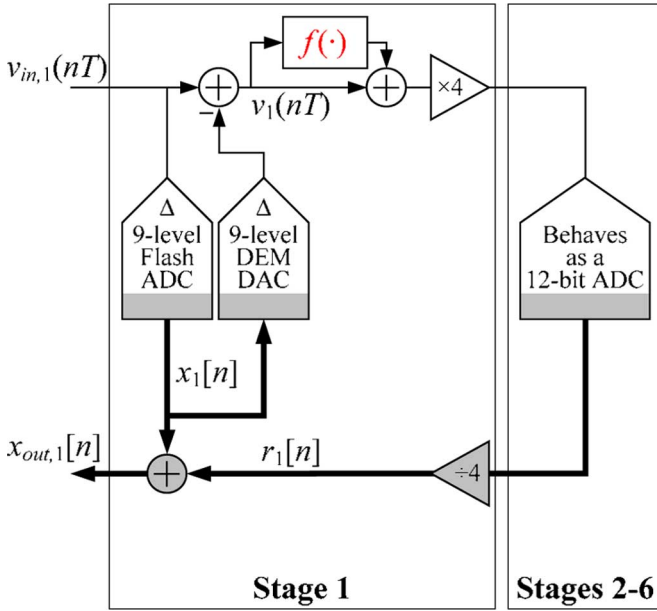 f(·)
v_{in,1}(nT)
+
−
v_1(nT)
+
×4
Δ
9-level
Flash
ADC
Δ
9-level
DEM
DAC
Behaves
as a
12-bit ADC
x_1[n]
x_{out,1}[n]
+
r_1[n]
÷4
Stage 1
Stages 2-6